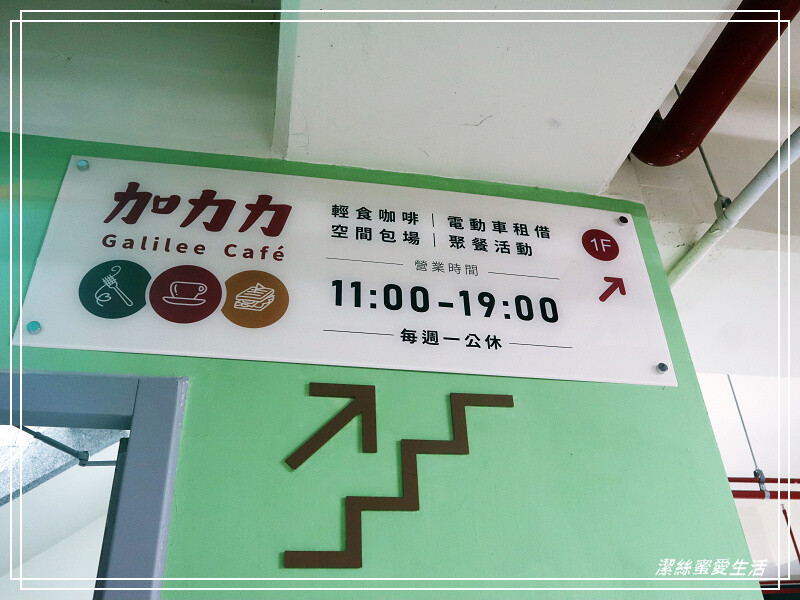 加力力
Galilee Café
輕食咖啡｜電動車租借
空間包場｜聚餐活動
營業時間
11:00-19:00
每週一公休
1F
潔絲蜜愛生活